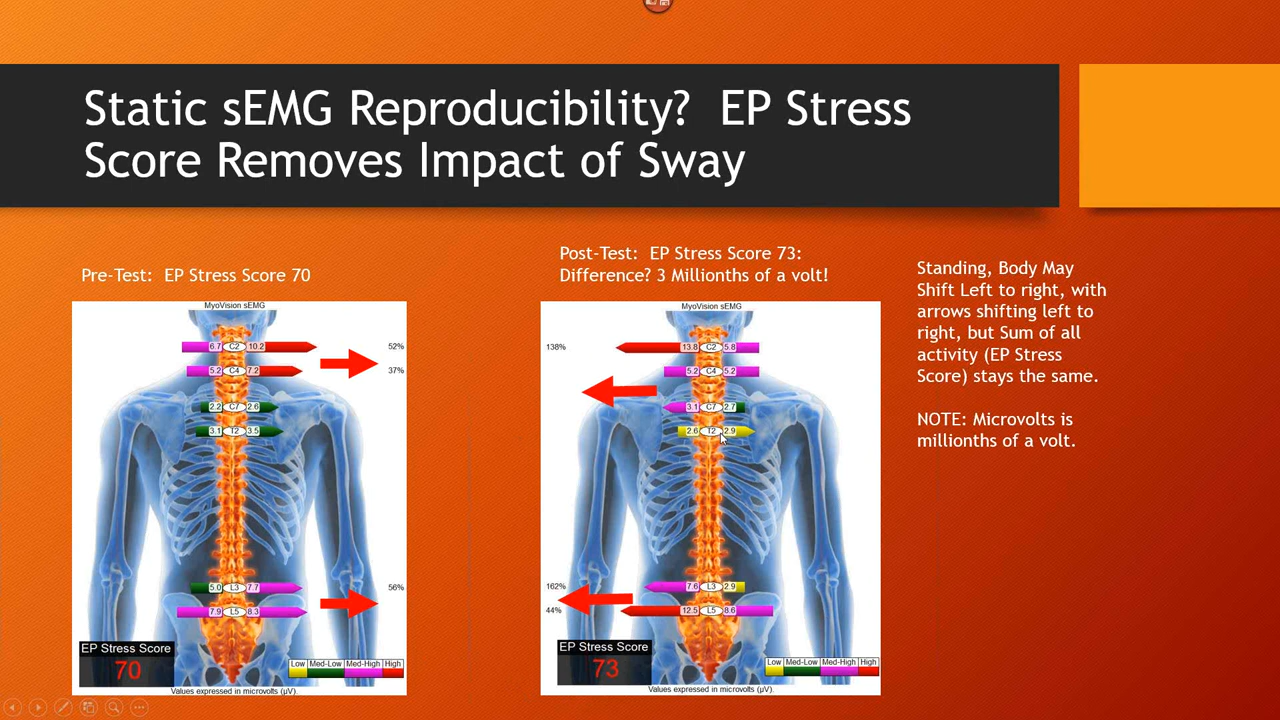 Static sEMG Reproducibility?  EP Stress
Score Removes Impact of Sway
Pre-Test:  EP Stress Score 70
MyoVision sEMG
6.7 C2 10.2
52%
5.2 C4 7.2
37%
2.2 C7 2.6
3.1 T2 3.5
5.0 L3 7.7
56%
7.9 L5 8.3
EP Stress Score
70
Low Med-Low Med-High High
Values expressed in microvolts (µV).
Post-Test:  EP Stress Score 73:
Difference? 3 Millionths of a volt!
MyoVision sEMG
138%
13.8 C2 5.8
5.2 C4 5.2
3.1 C7 2.7
2.6 T2 2.9
162%
7.6 L3 2.9
44%
12.5 L5 8.6
EP Stress Score
73
Low Med-Low Med-High High
Values expressed in microvolts (µV).
Standing, Body May
Shift Left to right, with
arrows shifting left to
right, but Sum of all
activity (EP Stress
Score) stays the same.
NOTE: Microvolts is
millionths of a volt.